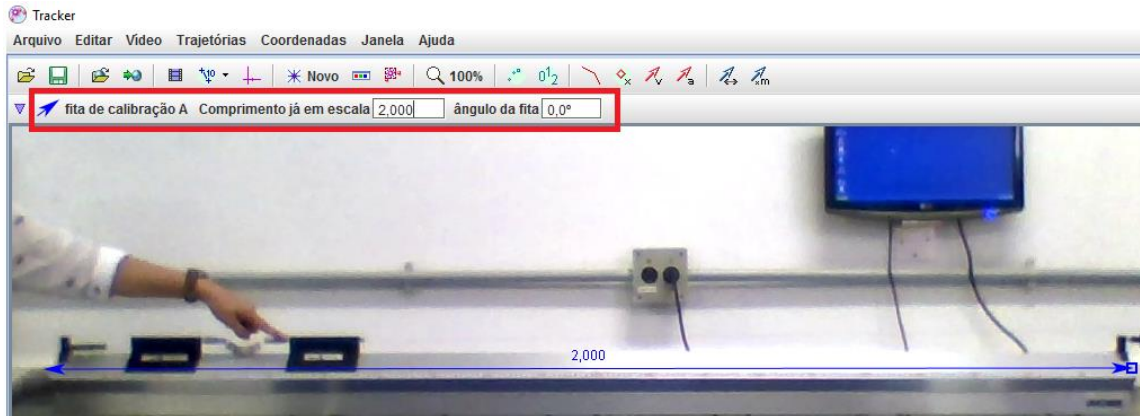 Tracker
Arquivo Editar Video Trajetórias Coordenadas Janela Ajuda
Novo 100%
fita de calibração A Comprimento já em escala 2,000 ângulo da fita 0,0°
2,000